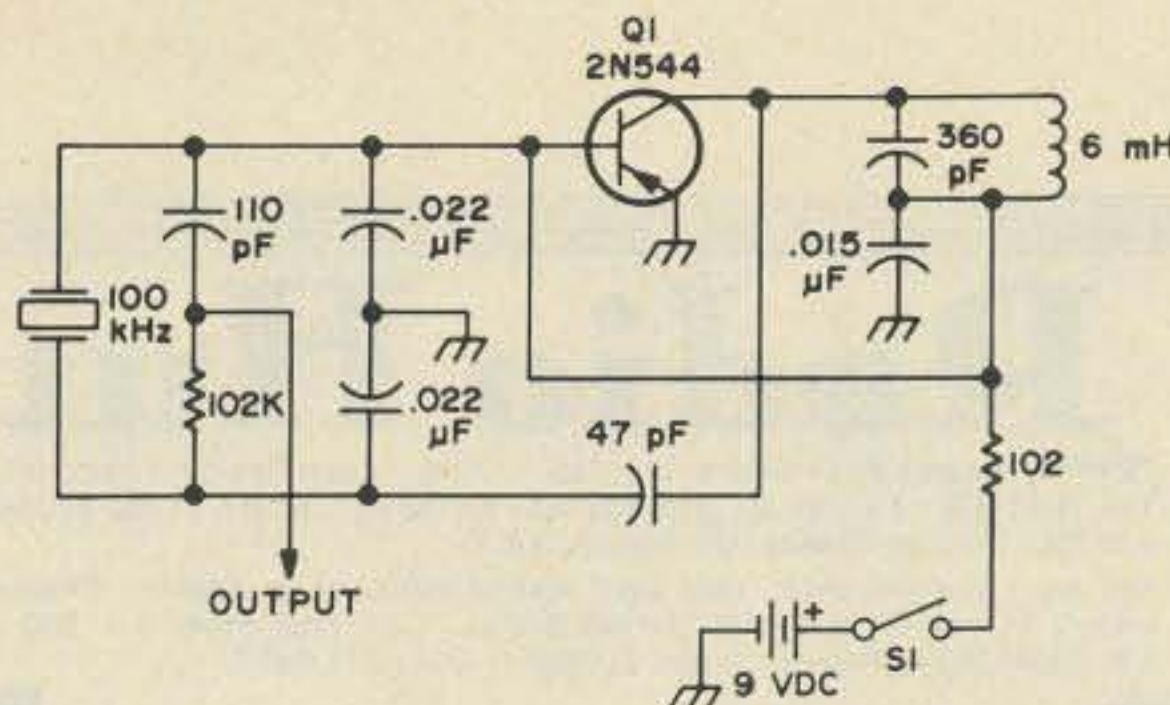 Q1
2N544
360
pF
6 mH
110
pF
.022
µF
.015
µF
100
kHz
102K
.022
µF
47 pF
102
OUTPUT
+
9 VDC
S1